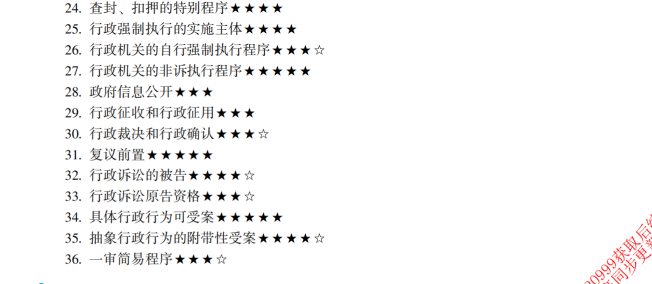 24. 查封、扣押的特别程序★★★★
25. 行政强制执行的实施主体★★★★
26. 行政机关的自行强制执行程序★★★☆
27. 行政机关的非诉执行程序★★★★★
28. 政府信息公开★★★
29. 行政征收和行政征用★★★
30. 行政裁决和行政确认★★★☆
31. 复议前置★★★★★
32. 行政诉讼的被告★★★★☆
33. 行政诉讼原告资格★★★☆
34. 具体行政行为可受案★★★★★
35. 抽象行政行为的附带性受案★★★★☆
36. 一审简易程序★★★☆
0999获取后续
同步更新